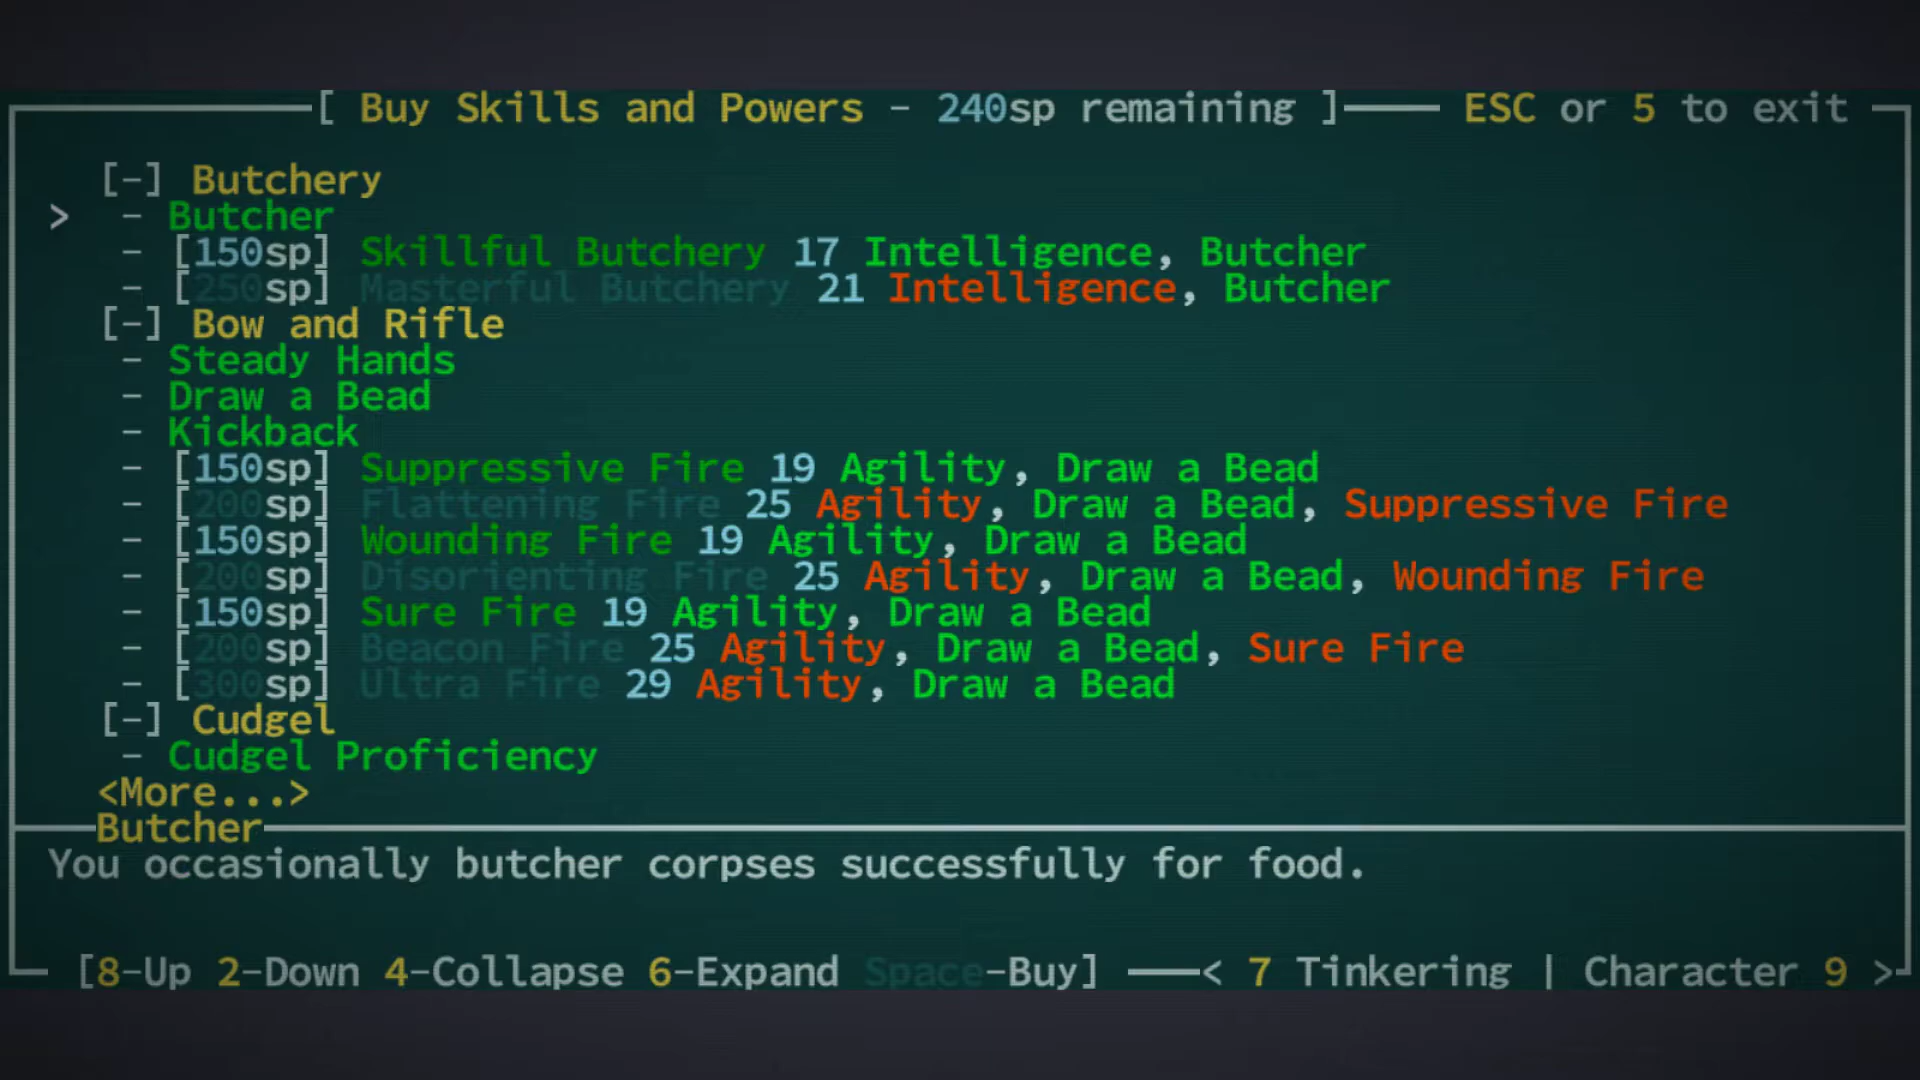 [ Buy Skills and Powers - 240sp remaining ] ESC or 5 to exit
[-] Butchery
> - Butcher
- [150sp] Skillful Butchery 17 Intelligence, Butcher
- [250sp] Masterful Butchery 21 Intelligence, Butcher
[-] Bow and Rifle
- Steady Hands
- Draw a Bead
- Kickback
- [150sp] Suppressive Fire 19 Agility, Draw a Bead
- [200sp] Flattening Fire 25 Agility, Draw a Bead, Suppressive Fire
- [150sp] Wounding Fire 19 Agility, Draw a Bead
- [200sp] Disorienting Fire 25 Agility, Draw a Bead, Wounding Fire
- [150sp] Sure Fire 19 Agility, Draw a Bead
- [200sp] Beacon Fire 25 Agility, Draw a Bead, Sure Fire
- [300sp] Ultra Fire 29 Agility, Draw a Bead
[-] Cudgel
- Cudgel Proficiency
<More...>
Butcher
You occasionally butcher corpses successfully for food.
[8-Up 2-Down 4-Collapse 6-Expand Space-Buy] < 7 Tinkering | Character 9 >